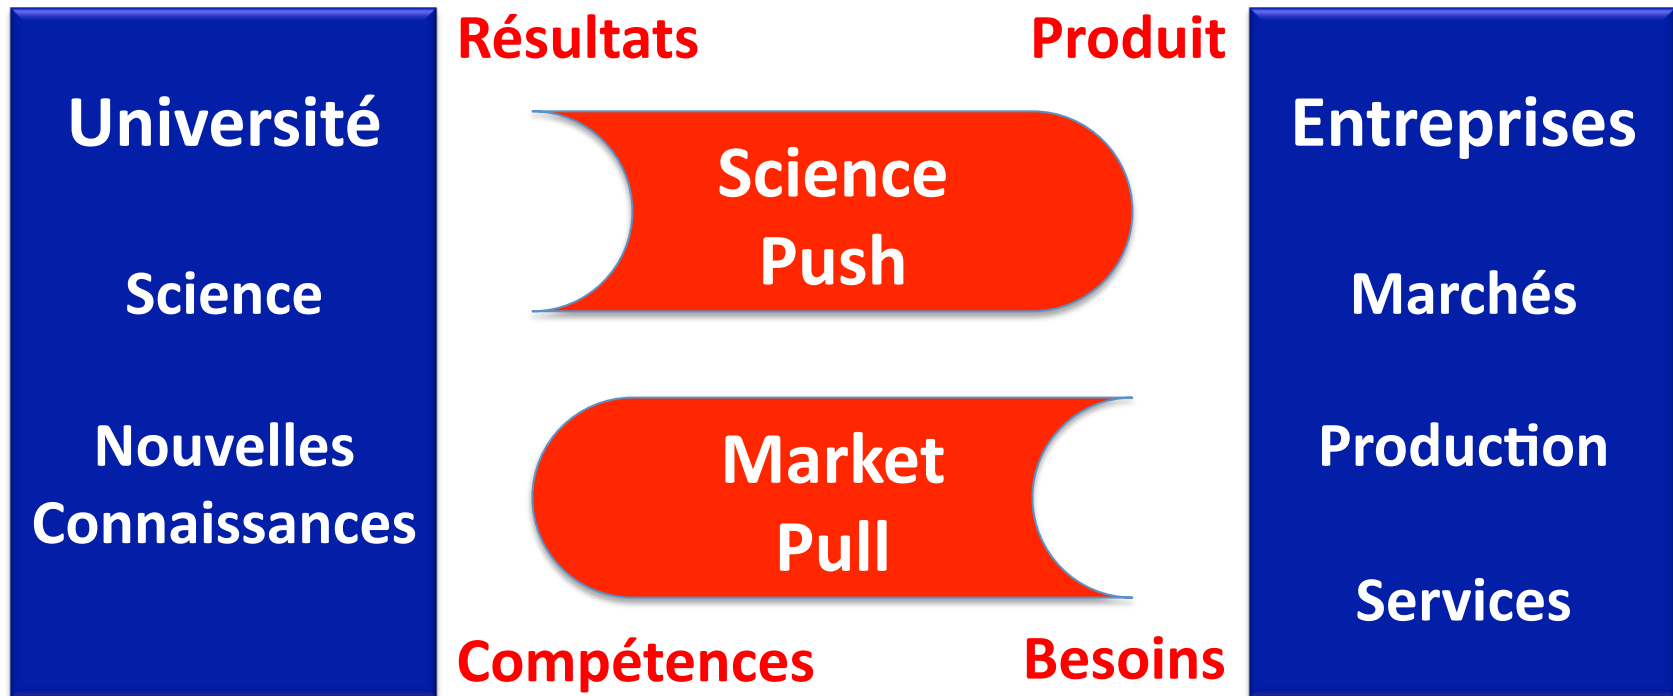 Université
Science
Nouvelles
Connaissances
Résultats
Produit
Science
Push
Market
Pull
Compétences
Besoins
Entreprises
Marchés
Production
Services